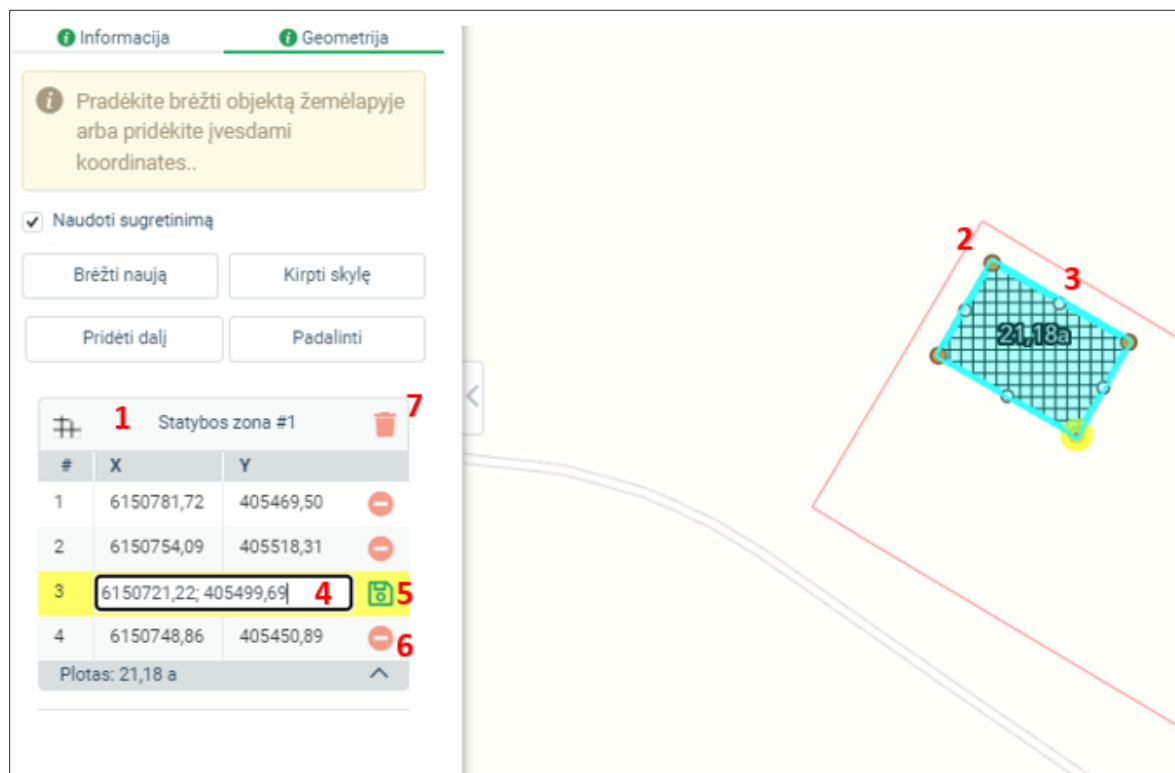 Informacija Geometrija
Pradėkite brėžti objektą žemėlapyje
arba pridėkite įvesdami
koordinates..
Naudoti sugretinimą
Brėžti naują Kirpti skylę
Pridėti dalį Padalinti
1 Statybos zona #1 7
# X Y
1 6150781,72 405469,50
2 6150754,09 405518,31
3 6150721,22; 405499,69 4 5
4 6150748,86 405450,89 6
Plotas: 21,18 a
2
3
21,18a